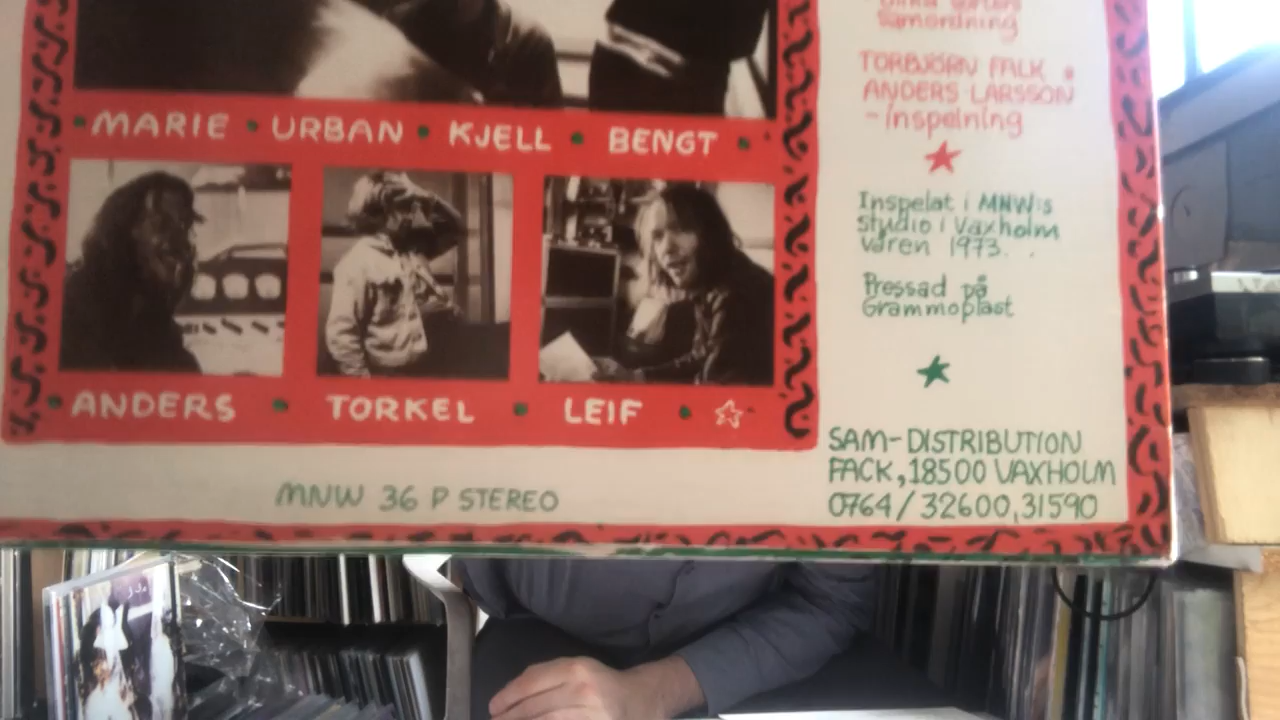 Samordning
TORBJÖRN FALK
ANDERS LARSSON
- inspelning
MARIE • URBAN • KJELL • BENGT
Inspelat i MNW:s
studio i Vaxholm
våren 1973.
Pressad på
Grammoplast
ANDERS • TORKEL • LEIF
SAM-DISTRIBUTION
FACK, 18500 VAXHOLM
0764/32600,31590
MNW 36 P STEREO